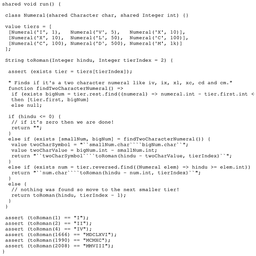 shared void run() {
class Numeral(shared Character char, shared Integer int) {}
value tiers = [
[Numeral('I', 1), Numeral('V', 5), Numeral('X', 10)],
[Numeral('X', 10), Numeral('L', 50), Numeral('C', 100)],
[Numeral('C', 100), Numeral('D', 500), Numeral('M', 1k)]
];
String toRoman(Integer hindu, Integer tierIndex = 2) {
assert (exists tier = tiers[tierIndex]);
" Finds if it's a two character numeral like iv, ix, xl, xc, cd and cm."
function findTwoCharacterNumeral() =>
if (exists bigNum = tier.rest.find((numeral) => numeral.int - tier.first.int <= hindu))
then [tier.first, bigNum]
else null;
if (hindu <= 0) {
// if it's zero then we are done!
return "";
}
else if (exists [smallNum, bigNum] = findTwoCharacterNumeral()) {
value twoCharSymbol = "``smallNum.char````bigNum.char``";
value twoCharValue = bigNum.int - smallNum.int;
return "``twoCharSymbol````toRoman(hindu - twoCharValue, tierIndex)``";
}
else if (exists num = tier.reversed.find((Numeral elem) => hindu >= elem.int)) {
return "``num.char````toRoman(hindu - num.int, tierIndex)``";
}
else {
// nothing was found so move to the next smaller tier!
return toRoman(hindu, tierIndex - 1);
}
}
assert (toRoman(1) == "I");
assert (toRoman(2) == "II");
assert (toRoman(4) == "IV");
assert (toRoman(1666) == "MDCLXVI");
assert (toRoman(1990) == "MCMXC");
assert (toRoman(2008) == "MMVIII");
}